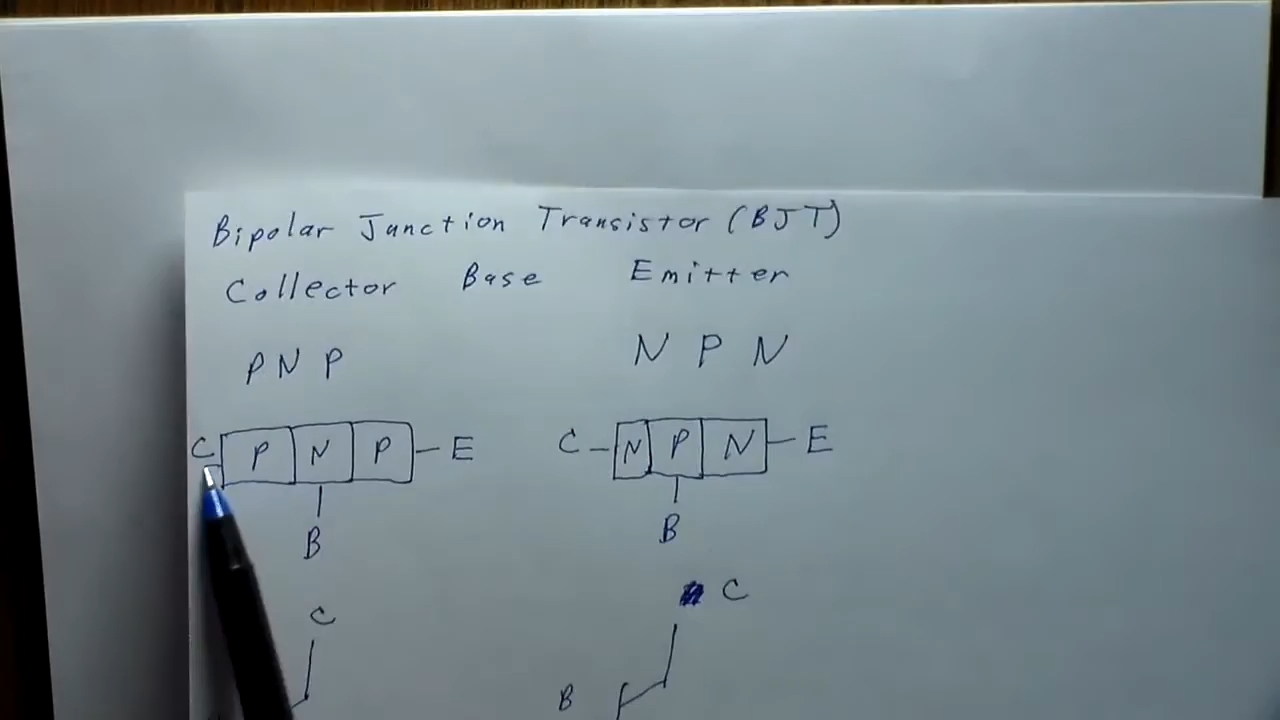 Bipolar Junction Transistor (BJT)
Collector Base Emitter
PNP NPN
C P N P E C N P N E
B B
C C
B